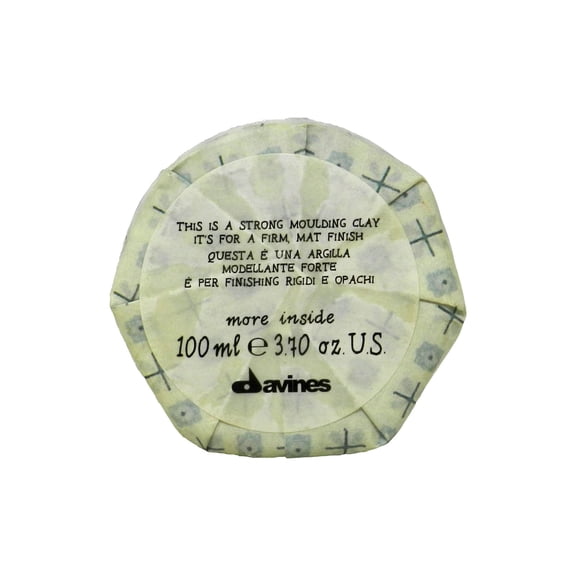 THIS IS A STRONG MOULDING CLAY
IT'S FOR A FIRM, MAT FINISH
QUESTA È UNA ARGILLA
MODELLANTE FORTE
È PER FINISHING RIGIDI E OPACHI
more inside
100 ml ℮ 3.70 oz. U.S.
davines